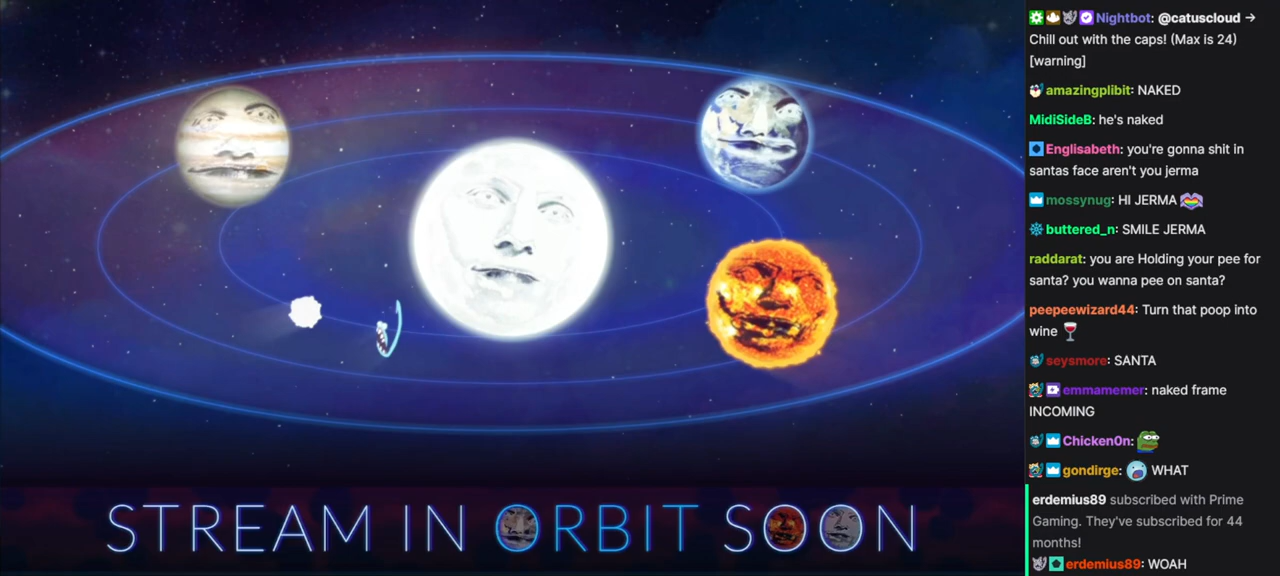 STREAM IN ORBIT SOON
Nightbot: @catuscloud →
Chill out with the caps! (Max is 24)
[warning]
amazingplibit: NAKED
MidiSideB: he's naked
Englisabeth: you're gonna shit in
santas face aren't you jerma
mossynug: HI JERMA
buttered_n: SMILE JERMA
raddarat: you are Holding your pee for
santa? you wanna pee on santa?
peepeewizard44: Turn that poop into
wine
seysmore: SANTA
emmamemer: naked frame
INCOMING
Chicken0n:
gondirge: WHAT
erdemius89 subscribed with Prime
Gaming. They've subscribed for 44
months!
erdemius89: WOAH